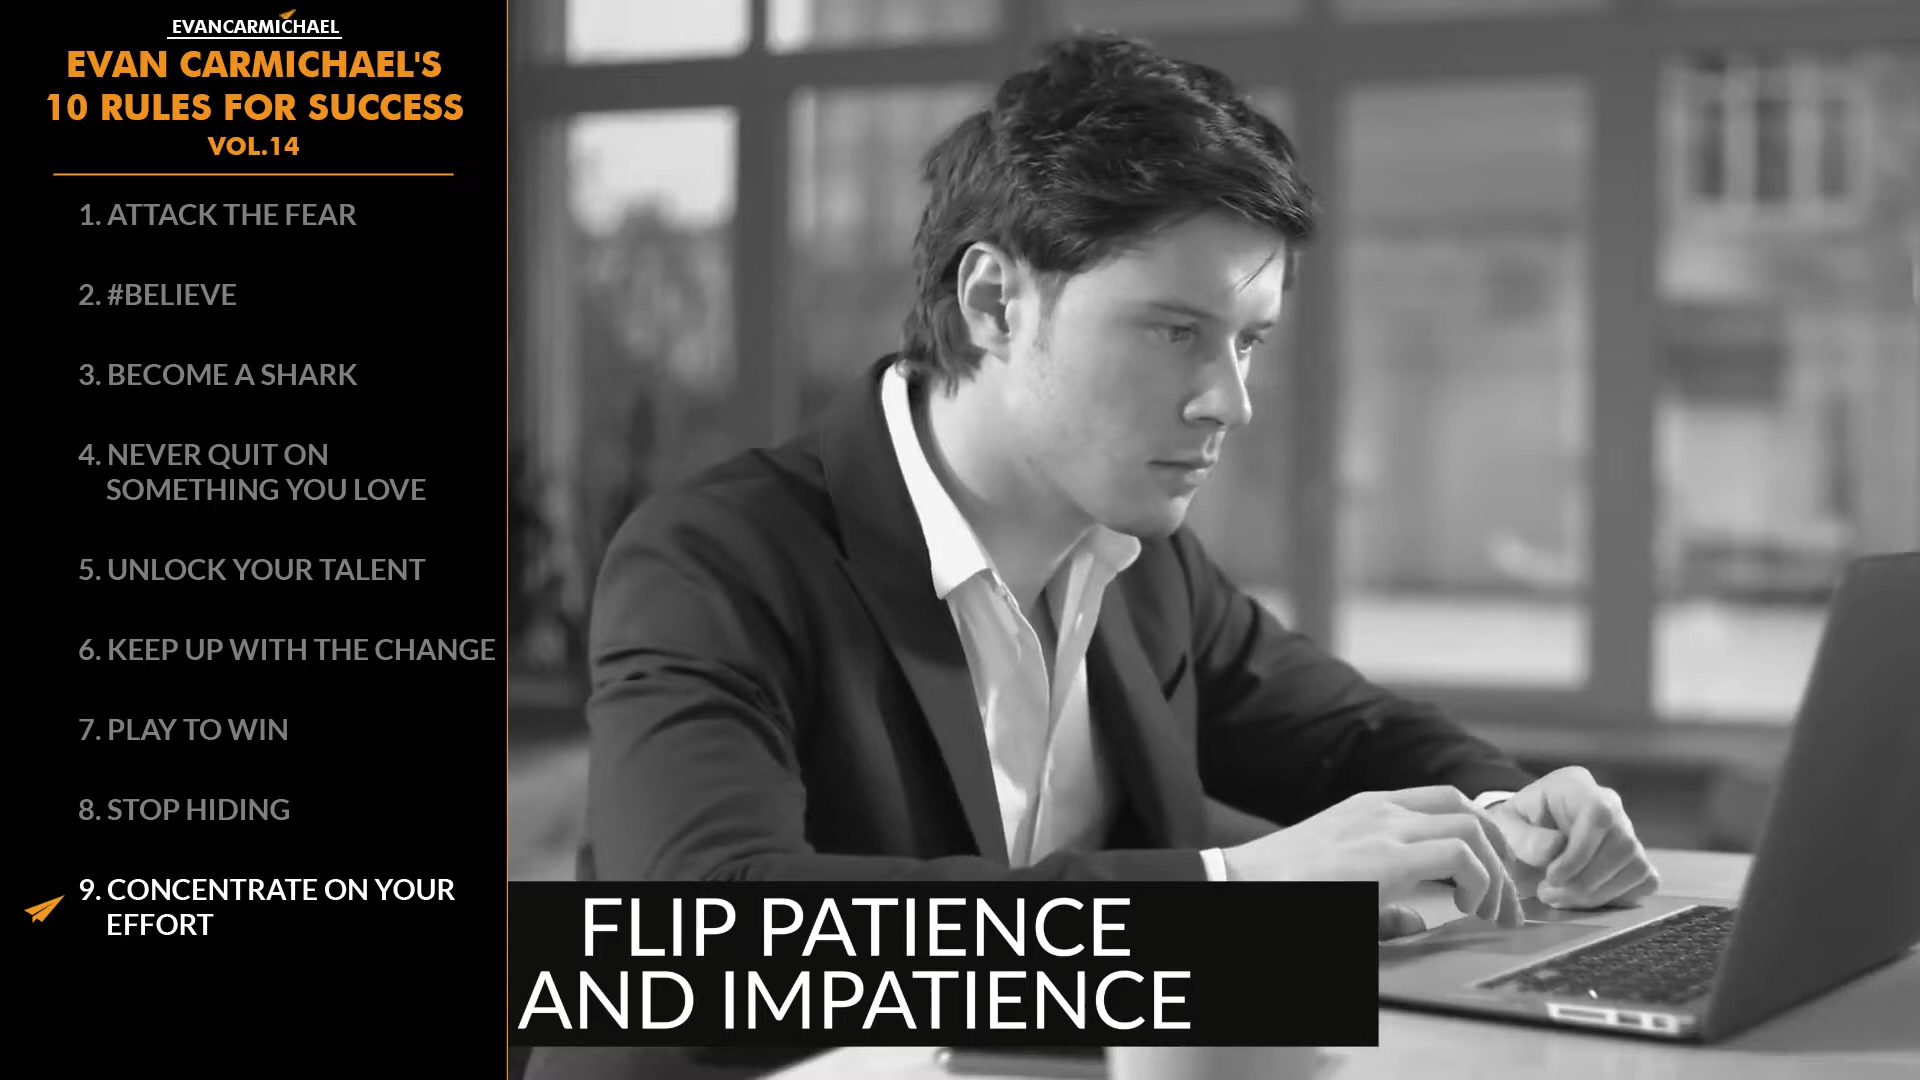 EVANCARMICHAEL
EVAN CARMICHAEL'S
10 RULES FOR SUCCESS
VOL.14
1. ATTACK THE FEAR
2. #BELIEVE
3. BECOME A SHARK
4. NEVER QUIT ON
SOMETHING YOU LOVE
5. UNLOCK YOUR TALENT
6. KEEP UP WITH THE CHANGE
7. PLAY TO WIN
8. STOP HIDING
9. CONCENTRATE ON YOUR
EFFORT
FLIP PATIENCE
AND IMPATIENCE